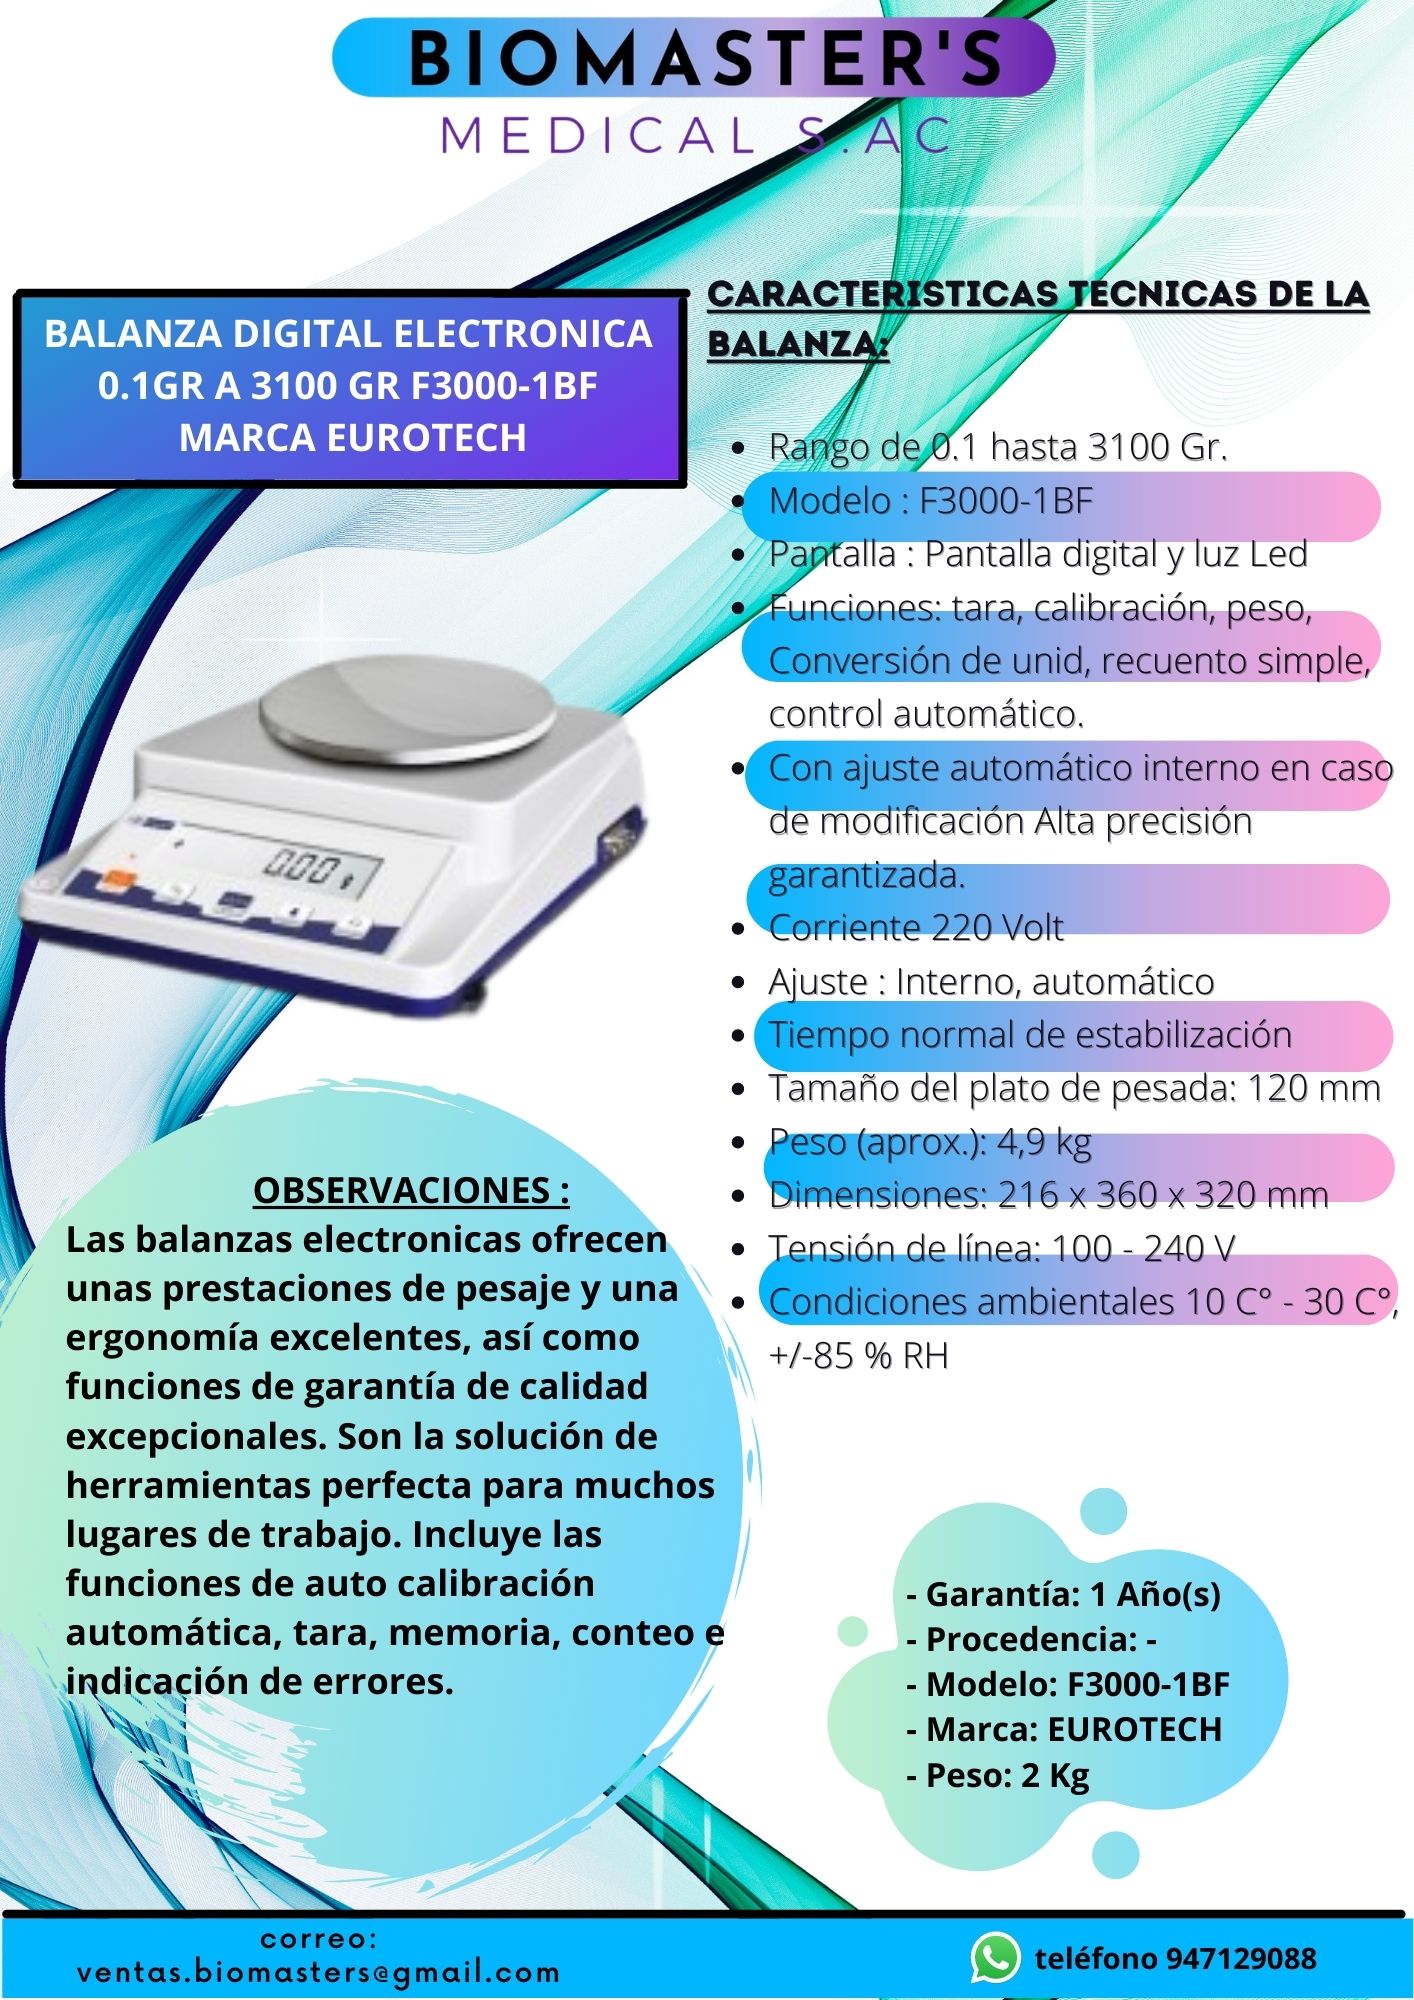 BIOMASTER'S
MEDICAL S.AC
BALANZA DIGITAL ELECTRONICA
0.1GR A 3100 GR F3000-1BF
MARCA EUROTECH
CARACTERISTICAS TECNICAS DE LA
BALANZA:
• Rango de 0.1 hasta 3100 Gr.
• Modelo : F3000-1BF
• Pantalla : Pantalla digital y luz Led
• Funciones: tara, calibración, peso,
Conversión de unid, recuento simple,
control automático.
• Con ajuste automático interno en caso
de modificación Alta precisión
garantizada.
• Corriente 220 Volt
• Ajuste : Interno, automático
• Tiempo normal de estabilización
• Tamaño del plato de pesada: 120 mm
• Peso (aprox.): 4,9 kg
• Dimensiones: 216 x 360 x 320 mm
• Tensión de línea: 100 - 240 V
• Condiciones ambientales 10 C° - 30 C°,
+/-85 % RH
0.00 g
OBSERVACIONES :
Las balanzas electronicas ofrecen
unas prestaciones de pesaje y una
ergonomía excelentes, así como
funciones de garantía de calidad
excepcionales. Son la solución de
herramientas perfecta para muchos
lugares de trabajo. Incluye las
funciones de auto calibración
automática, tara, memoria, conteo e
indicación de errores.
- Garantía: 1 Año(s)
- Procedencia: -
- Modelo: F3000-1BF
- Marca: EUROTECH
- Peso: 2 Kg
correo:
ventas.biomasters@gmail.com
teléfono 947129088